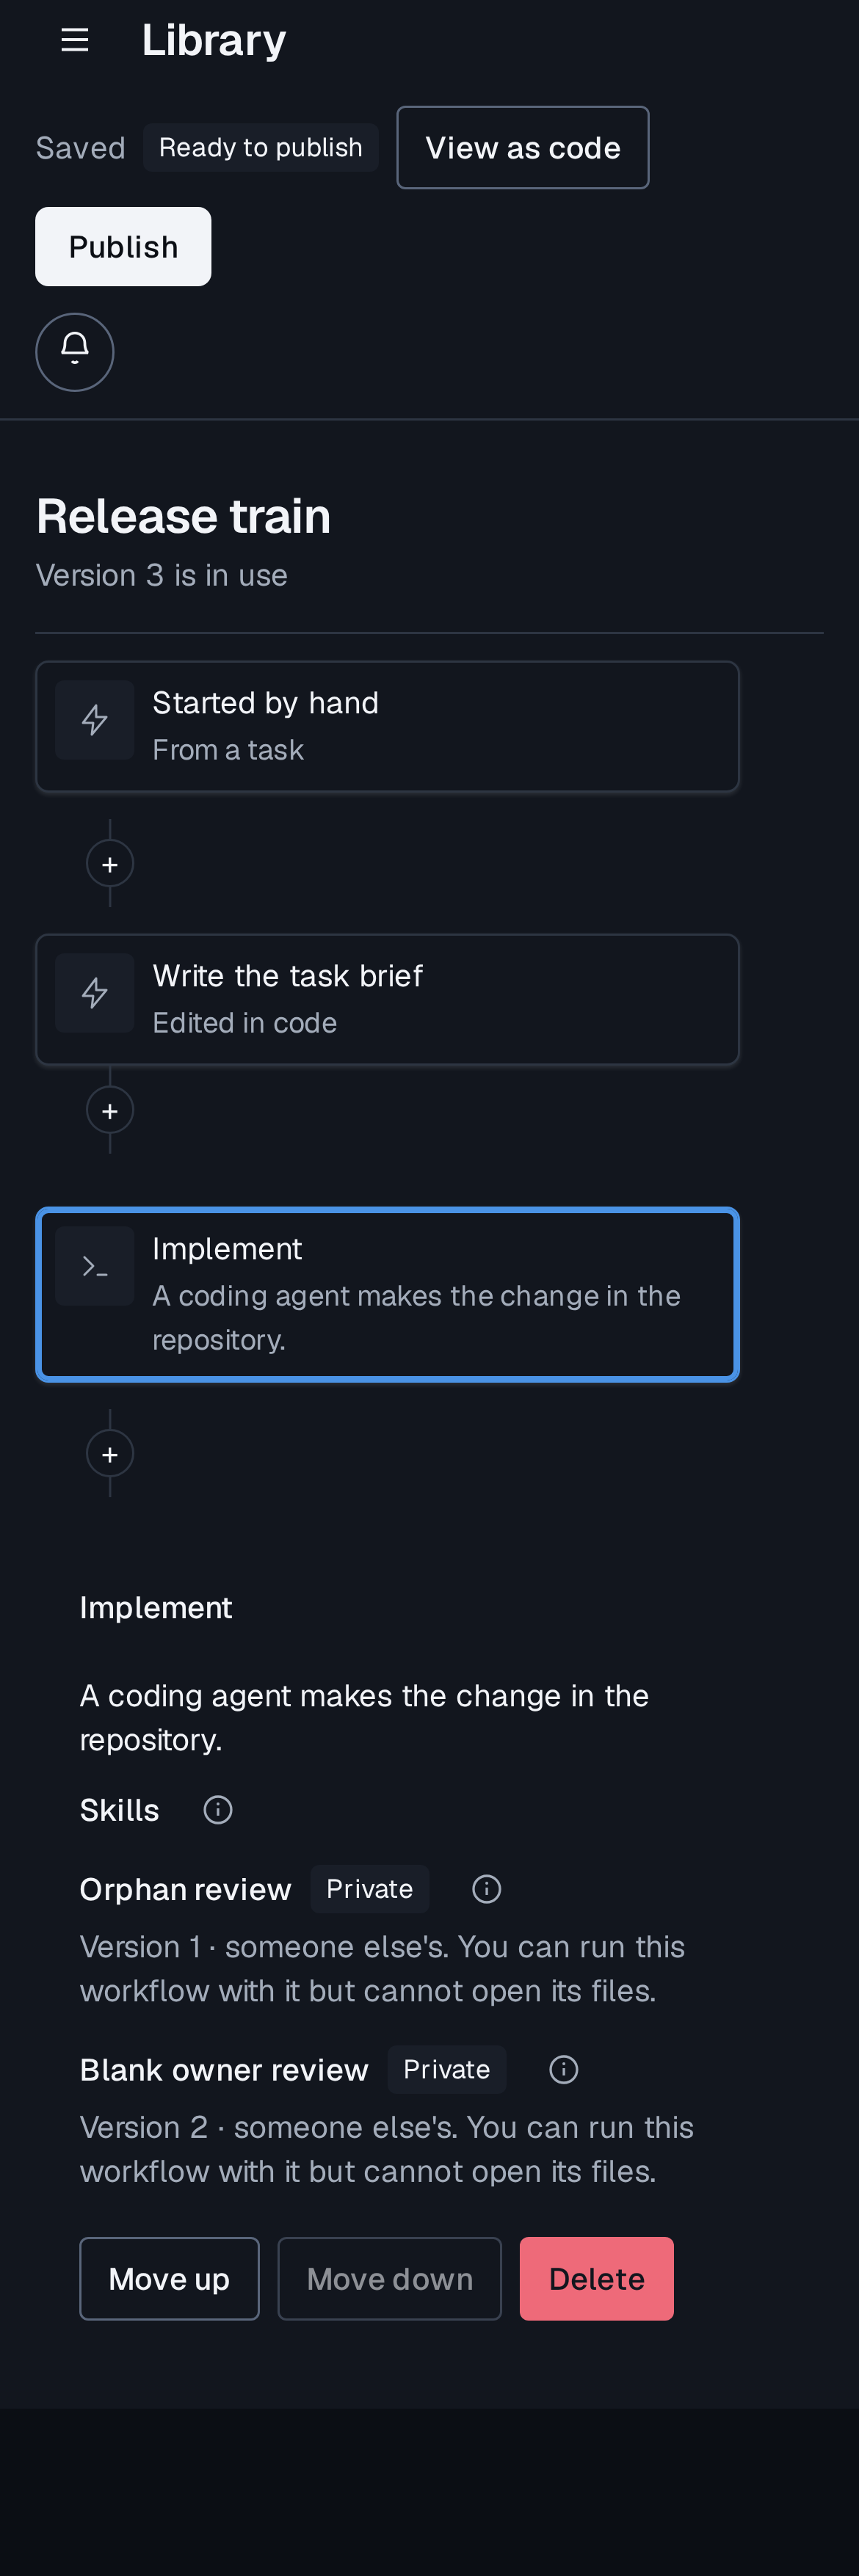 Library
Saved
Ready to publish
View as code
Publish
Release train
Version 3 is in use
Started by hand
From a task
+
Write the task brief
Edited in code
+
Implement
A coding agent makes the change in the
repository.
+
Implement
A coding agent makes the change in the
repository.
Skills
Orphan review
Private
Version 1 · someone else's. You can run this
workflow with it but cannot open its files.
Blank owner review
Private
Version 2 · someone else's. You can run this
workflow with it but cannot open its files.
Move up
Move down
Delete